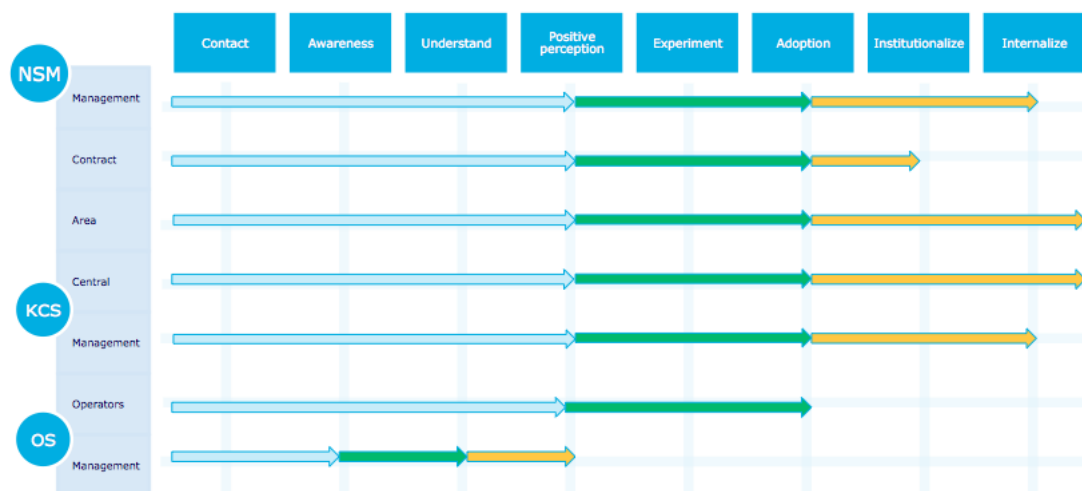 Contact
Awareness
Understand
Positive
perception
Experiment
Adoption
Institutionalize
Internalize
NSM
Management
Contract
Area
Central
KCS
Management
Operators
OS
Management